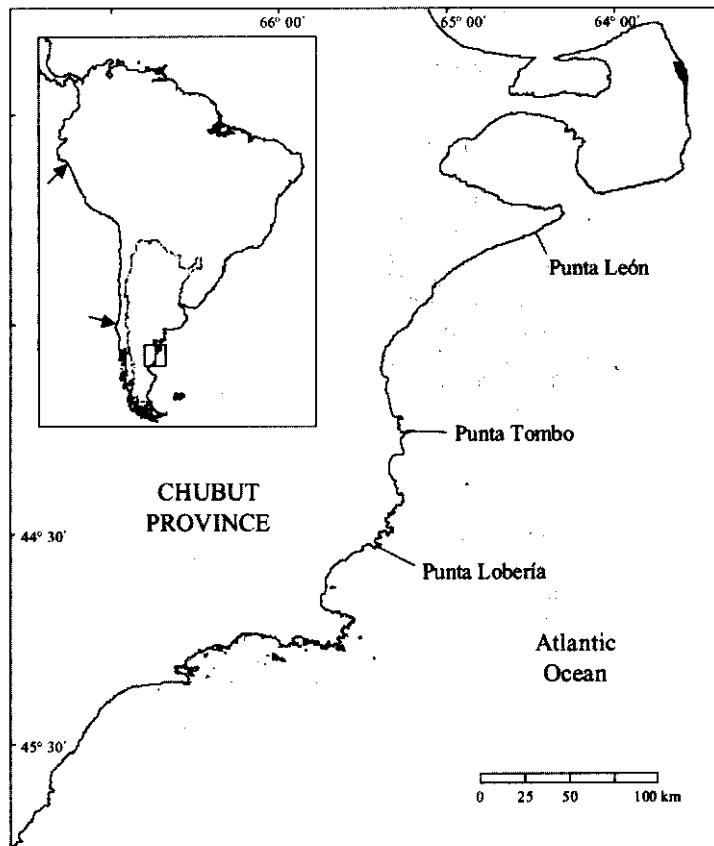 66° 00'
65° 00'
64° 00'
Punta León
Punta Tombo
CHUBUT
PROVINCE
44° 30'
Punta Lobería
Atlantic
Ocean
45° 30'
0 25 50 100 km